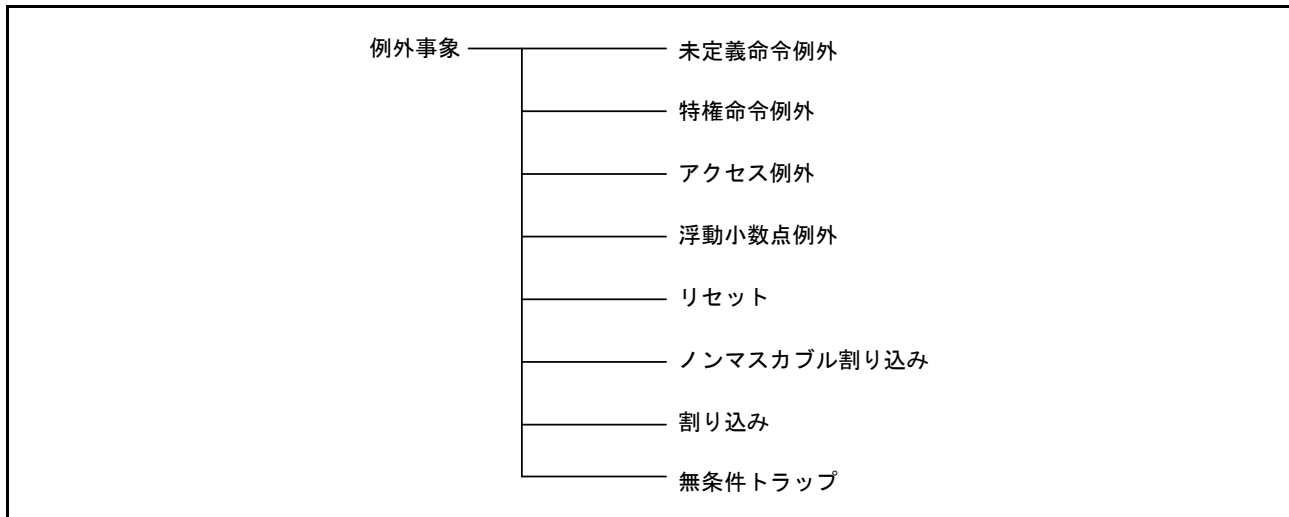 例外事象
未定義命令例外
特権命令例外
アクセス例外
浮動小数点例外
リセット
ノンマスカブル割り込み
割り込み
無条件トラップ